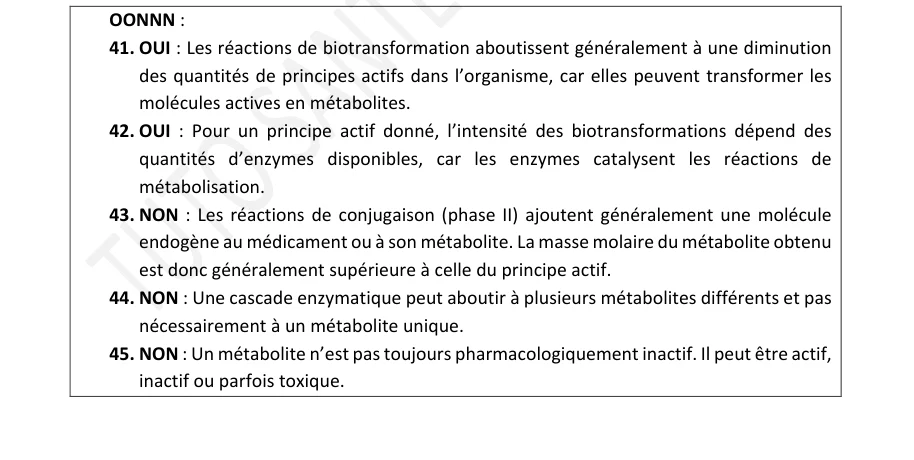 OONNN :
41. OUI : Les réactions de biotransformation aboutissent généralement à une diminution
des quantités de principes actifs dans l’organisme, car elles peuvent transformer les
molécules actives en métabolites.
42. OUI : Pour un principe actif donné, l’intensité des biotransformations dépend des
quantités d’enzymes disponibles, car les enzymes catalysent les réactions de
métabolisation.
43. NON : Les réactions de conjugaison (phase II) ajoutent généralement une molécule
endogène au médicament ou à son métabolite. La masse molaire du métabolite obtenu
est donc généralement supérieure à celle du principe actif.
44. NON : Une cascade enzymatique peut aboutir à plusieurs métabolites différents et pas
nécessairement à un métabolite unique.
45. NON : Un métabolite n’est pas toujours pharmacologiquement inactif. Il peut être actif,
inactif ou parfois toxique.
TUTO SANTE